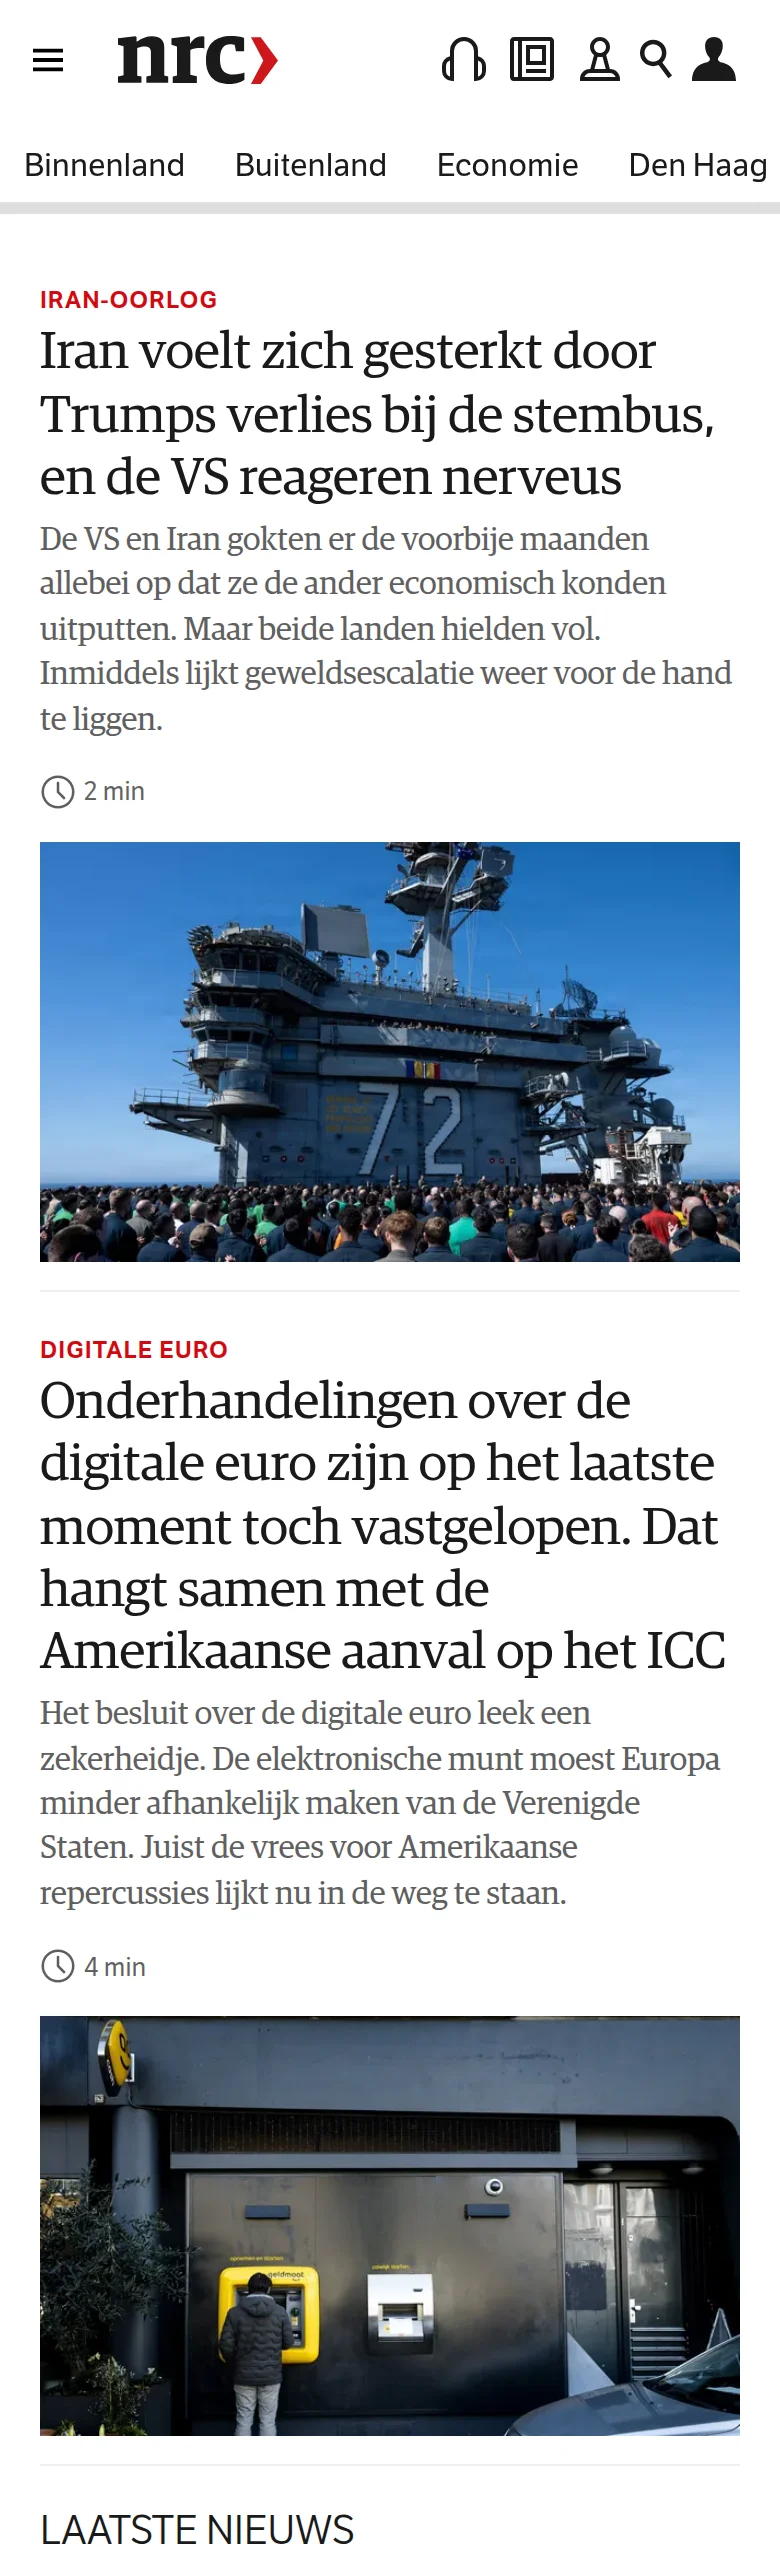 nrc
Binnenland Buitenland Economie Den Haag
IRAN-OORLOG
Iran voelt zich gesterkt door
Trumps verlies bij de stembus,
en de VS reageren nerveus
De VS en Iran gokten er de voorbije maanden
allebei op dat ze de ander economisch konden
uitputten. Maar beide landen hielden vol.
Inmiddels lijkt geweldsescalatie weer voor de hand
te liggen.
2 min
72
DIGITALE EURO
Onderhandelingen over de
digitale euro zijn op het laatste
moment toch vastgelopen. Dat
hangt samen met de
Amerikaanse aanval op het ICC
Het besluit over de digitale euro leek een
zekerheidje. De elektronische munt moest Europa
minder afhankelijk maken van de Verenigde
Staten. Juist de vrees voor Amerikaanse
repercussies lijkt nu in de weg te staan.
4 min
geldmaat
LAATSTE NIEUWS